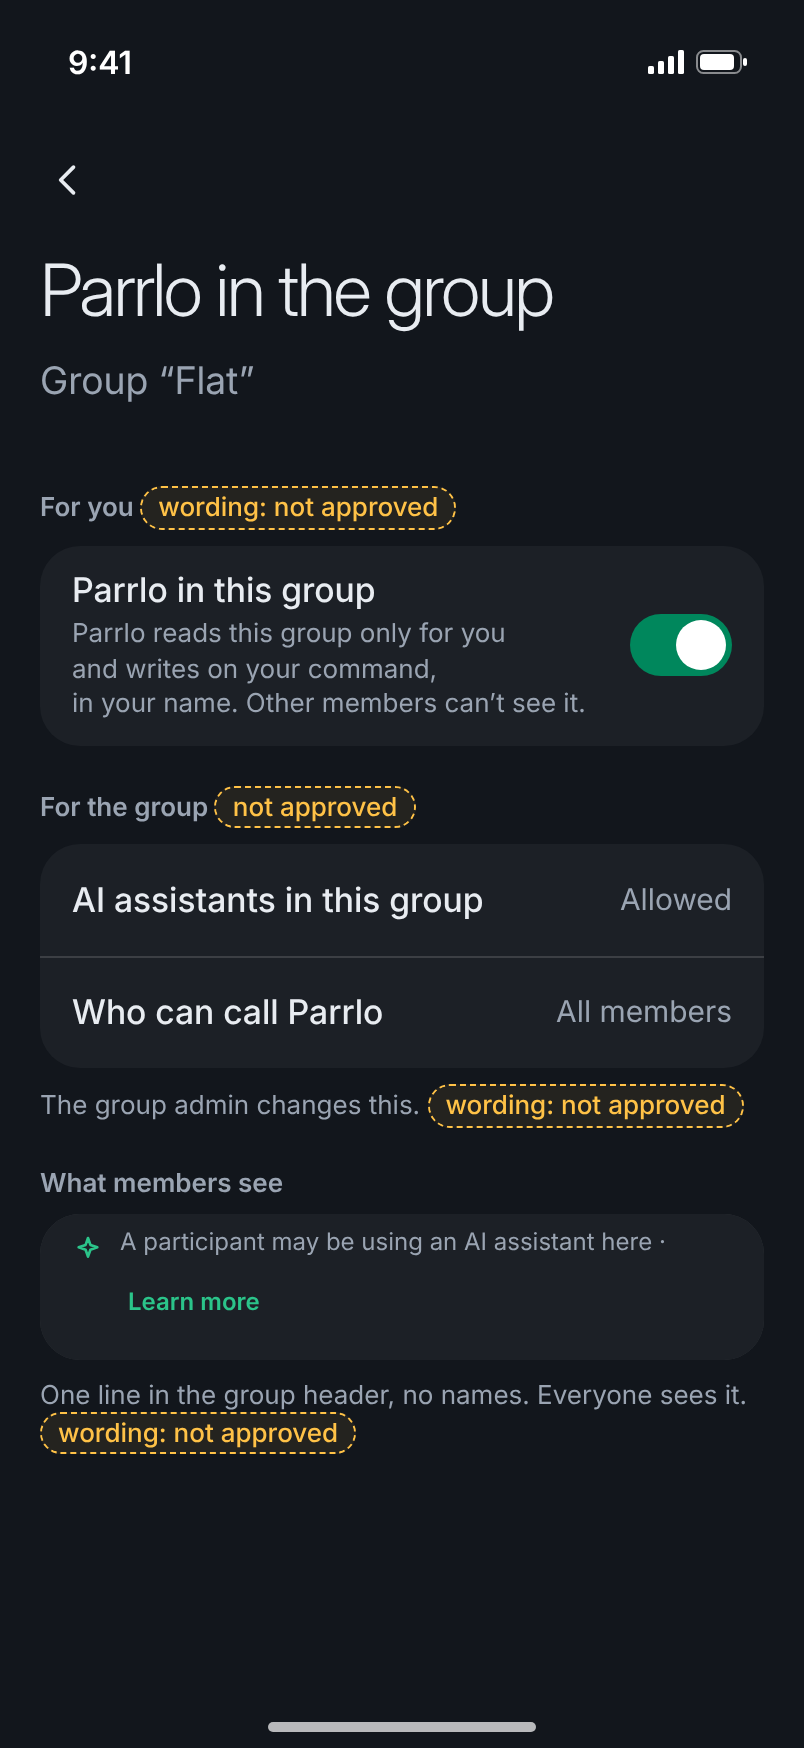 9:41
Parrlo in the group
Group “Flat”
For you wording: not approved
Parrlo in this group
Parrlo reads this group only for you
and writes on your command,
in your name. Other members can’t see it.
For the group not approved
AI assistants in this group Allowed
Who can call Parrlo All members
The group admin changes this. wording: not approved
What members see
A participant may be using an AI assistant here ·
Learn more
One line in the group header, no names. Everyone sees it.
wording: not approved